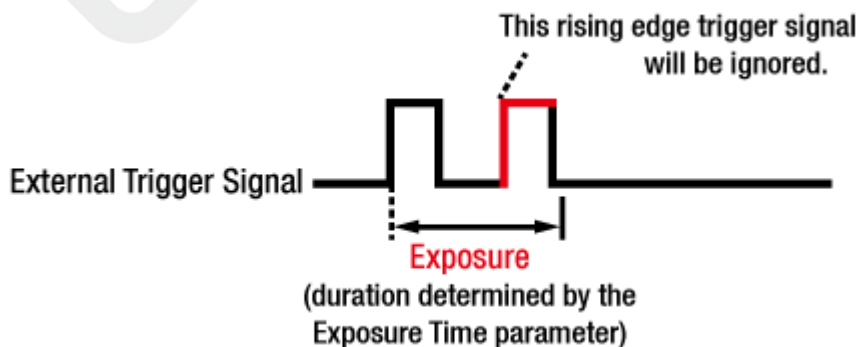 This rising edge trigger signal
will be ignored.
External Trigger Signal
Exposure
(duration determined by the
Exposure Time parameter)